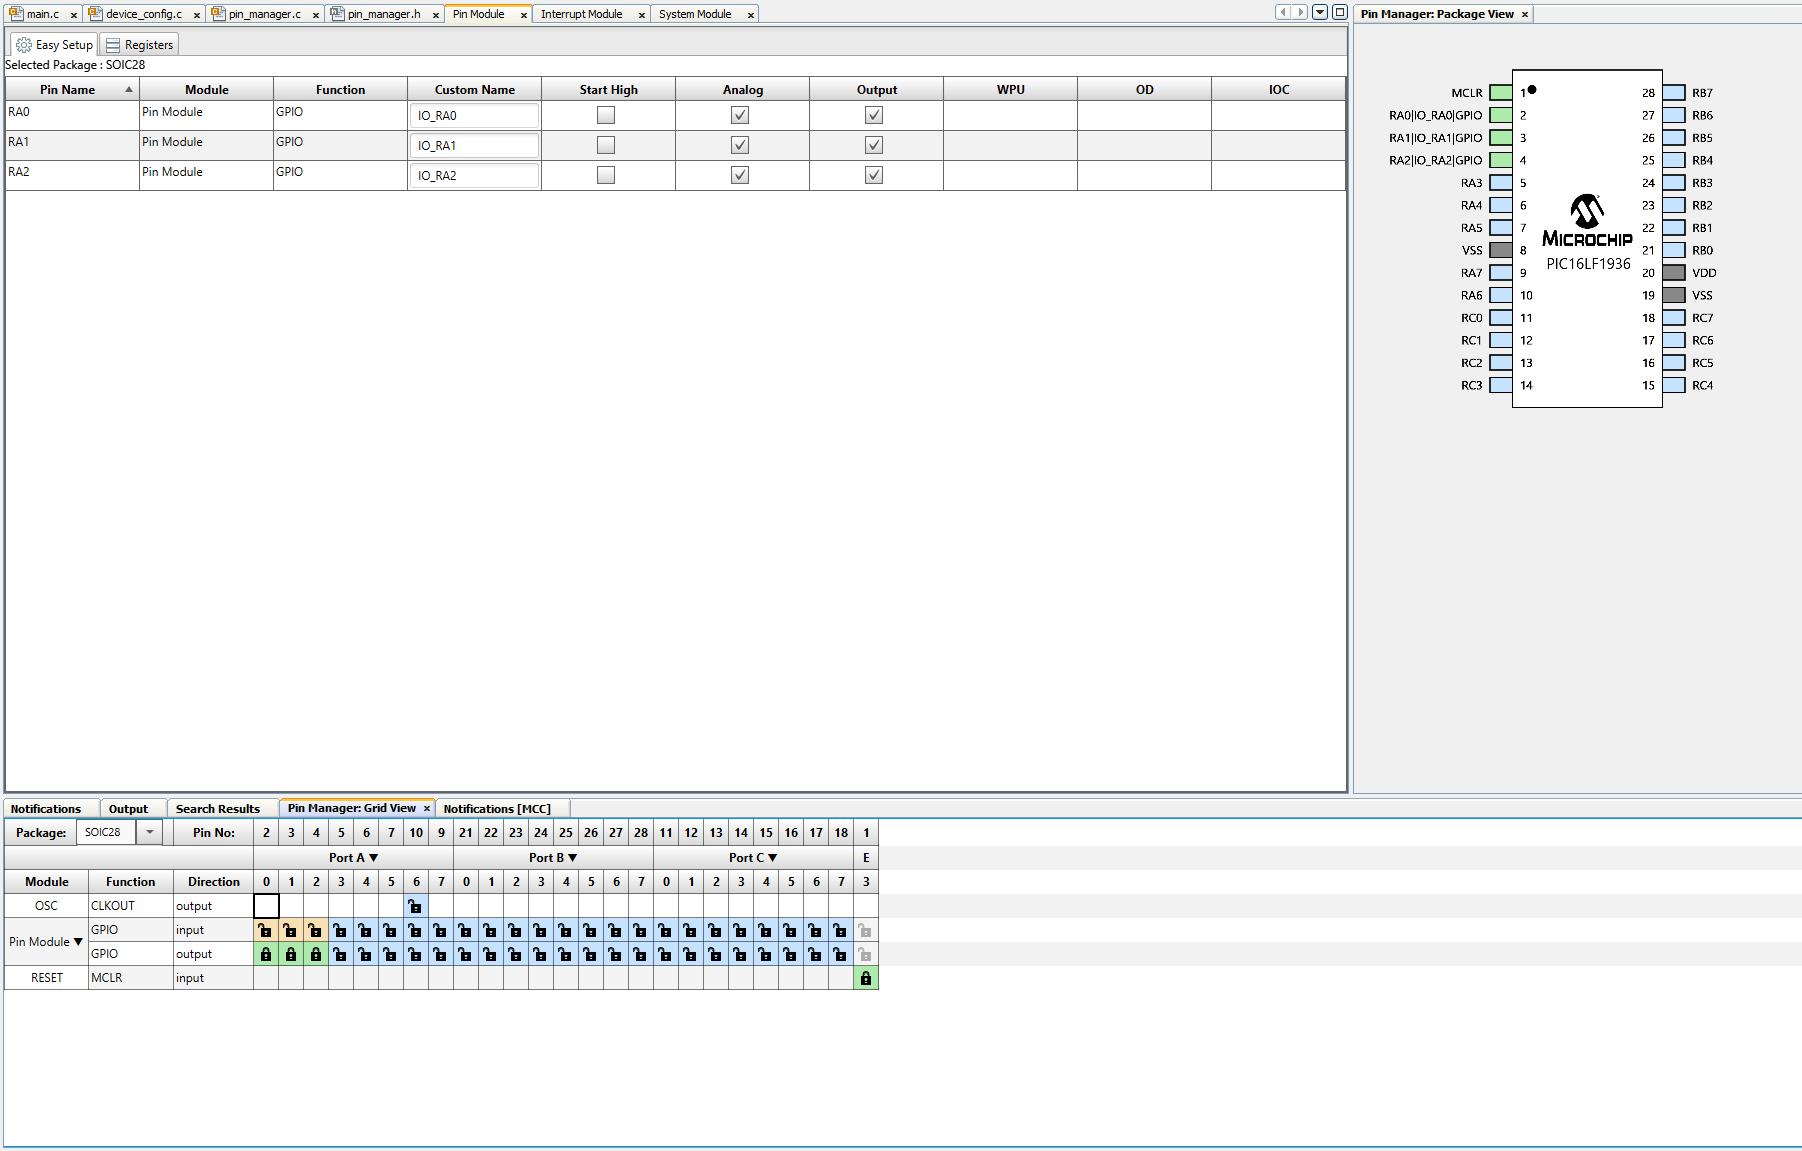 main.c × device_config.c × pin_manager.c × pin_manager.h × Pin Module × Interrupt Module × System Module ×
Easy Setup Registers
Selected Package : SOIC28
Pin Name Module Function Custom Name Start High Analog Output WPU OD IOC
RA0 Pin Module GPIO IO_RA0
RA1 Pin Module GPIO IO_RA1
RA2 Pin Module GPIO IO_RA2
Pin Manager: Package View ×
MCLR 1 28 RB7
RA0|IO_RA0|GPIO 2 27 RB6
RA1|IO_RA1|GPIO 3 26 RB5
RA2|IO_RA2|GPIO 4 25 RB4
RA3 5 24 RB3
RA4 6 23 RB2
RA5 7 22 RB1
VSS 8 21 RB0
RA7 9 20 VDD
RA6 10 19 VSS
RC0 11 18 RC7
RC1 12 17 RC6
RC2 13 16 RC5
RC3 14 15 RC4
MICROCHIP
PIC16LF1936
Notifications Output Search Results Pin Manager: Grid View × Notifications [MCC]
Package: SOIC28 Pin No: 2 3 4 5 6 7 10 9 21 22 23 24 25 26 27 28 11 12 13 14 15 16 17 18 1
Port A ▼ Port B ▼ Port C ▼ E
Module Function Direction 0 1 2 3 4 5 6 7 0 1 2 3 4 5 6 7 0 1 2 3 4 5 6 7 3
OSC CLKOUT output
Pin Module ▼ GPIO input
GPIO output
RESET MCLR input